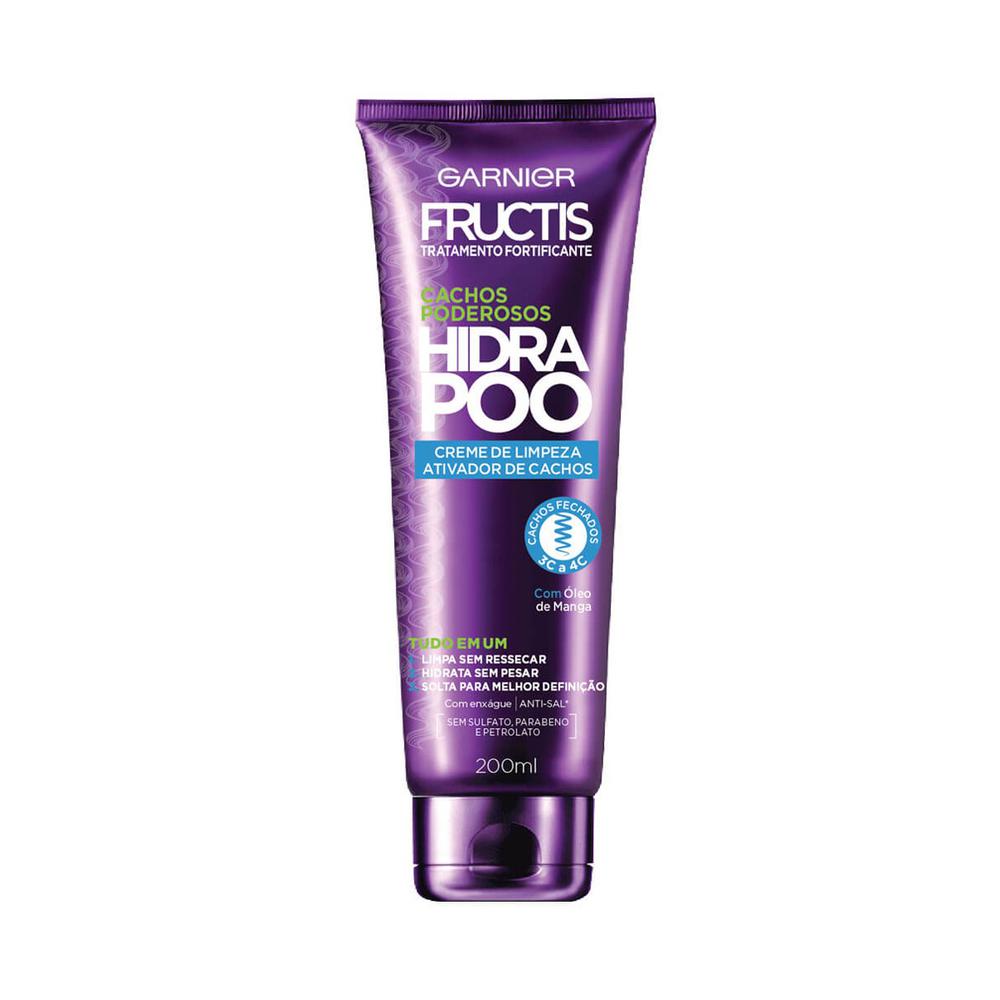 GARNIER
FRUCTIS
TRATAMENTO FORTIFICANTE
CACHOS
PODEROSOS
HIDRA
POO
CREME DE LIMPEZA
ATIVADOR DE CACHOS
CACHOS FECHADOS
3C a 4C
Com Óleo
de Manga
TUDO EM UM
LIMPA SEM RESSECAR
HIDRATA SEM PESAR
SOLTA PARA MELHOR DEFINIÇÃO
Com enxágue | ANTI-SAL*
[SEM SULFATO, PARABENO
E PETROLATO]
200ml